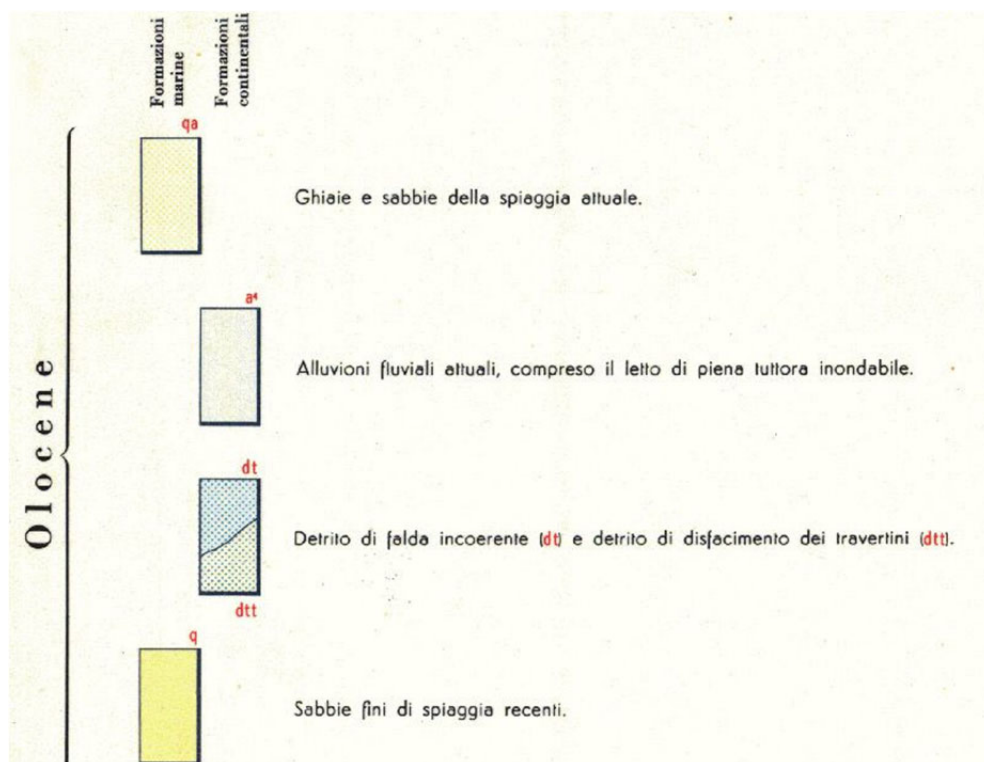 Formazioni
marine
Formazioni
continentali
Olocene
qa
Ghiaie e sabbie della spiaggia attuale.
a⁴
Alluvioni fluviali attuali, compreso il letto di piena tuttora inondabile.
dt
Detrito di falda incoerente (dt) e detrito di disfacimento dei travertini (dtt).
dtt
q
Sabbie fini di spiaggia recenti.